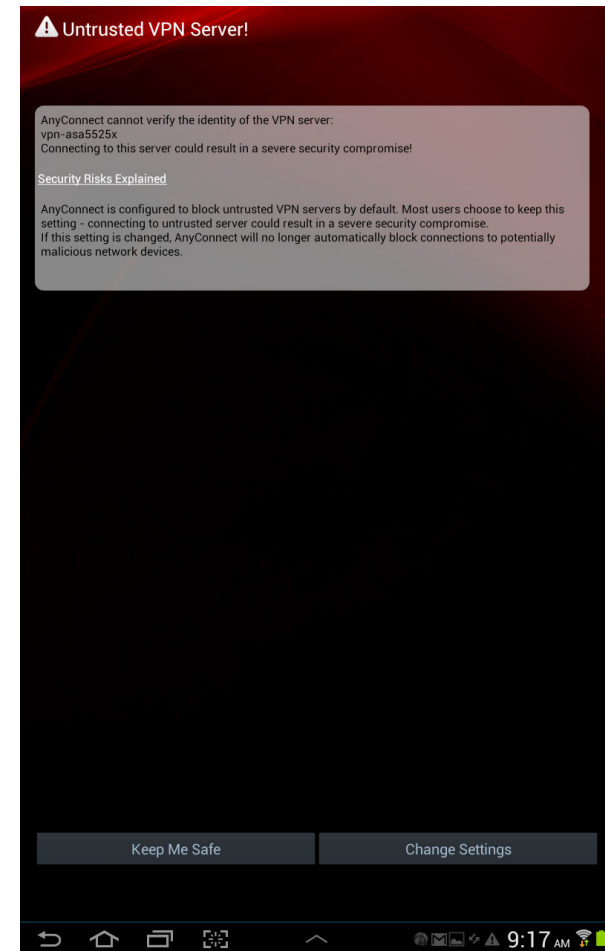 Untrusted VPN Server!
AnyConnect cannot verify the identity of the VPN server:
vpn-asa5525x
Connecting to this server could result in a severe security compromise!
Security Risks Explained
AnyConnect is configured to block untrusted VPN servers by default. Most users choose to keep this
setting - connecting to untrusted server could result in a severe security compromise.
If this setting is changed, AnyConnect will no longer automatically block connections to potentially
malicious network devices.
Keep Me Safe
Change Settings
9:17 AM